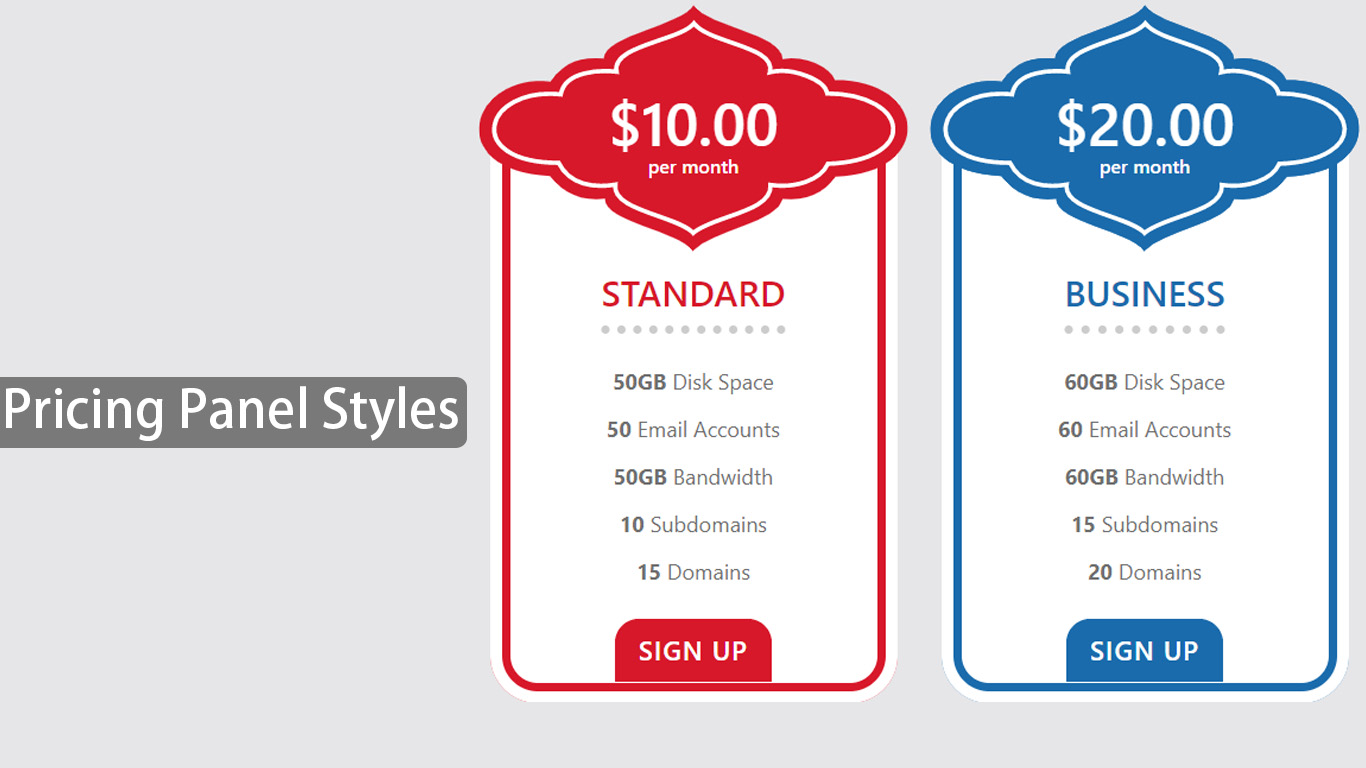 Pricing Panel Styles
$10.00
per month
STANDARD
50GB Disk Space
50 Email Accounts
50GB Bandwidth
10 Subdomains
15 Domains
SIGN UP
$20.00
per month
BUSINESS
60GB Disk Space
60 Email Accounts
60GB Bandwidth
15 Subdomains
20 Domains
SIGN UP